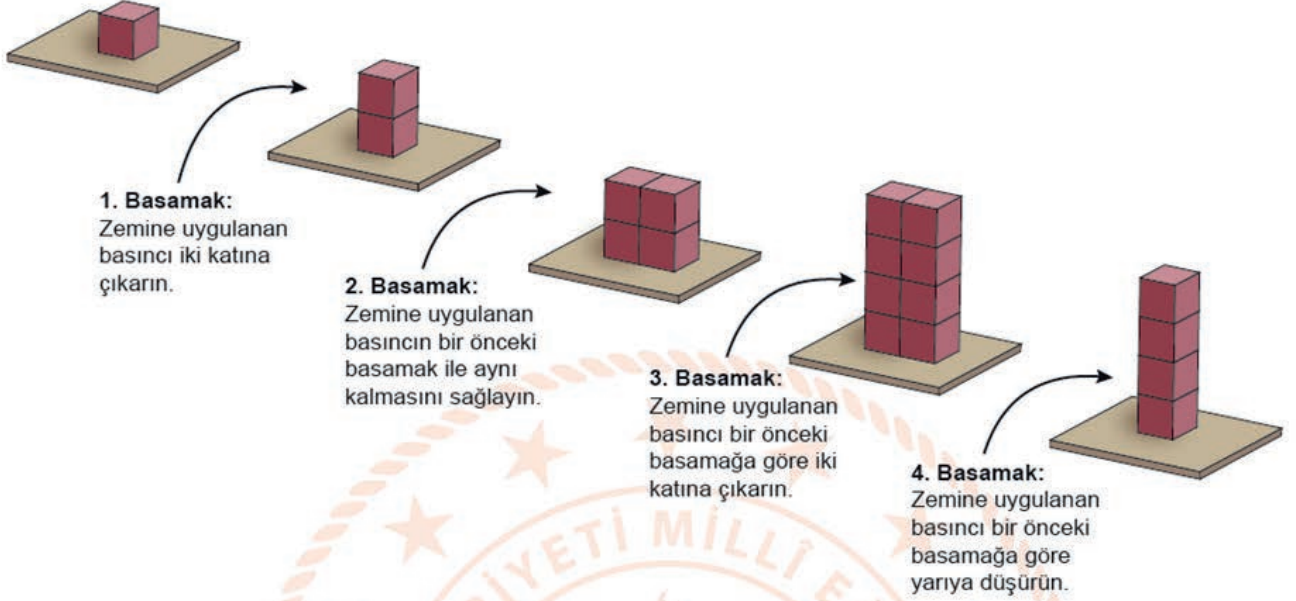 1. Basamak:
Zemine uygulanan
basıncı iki katına
çıkarın.
2. Basamak:
Zemine uygulanan
basıncın bir önceki
basamak ile aynı
kalmasını sağlayın.
3. Basamak:
Zemine uygulanan
basıncı bir önceki
basamağa göre iki
katına çıkarın.
4. Basamak:
Zemine uygulanan
basıncı bir önceki
basamağa göre
yarıya düşürün.
MİLLÎ